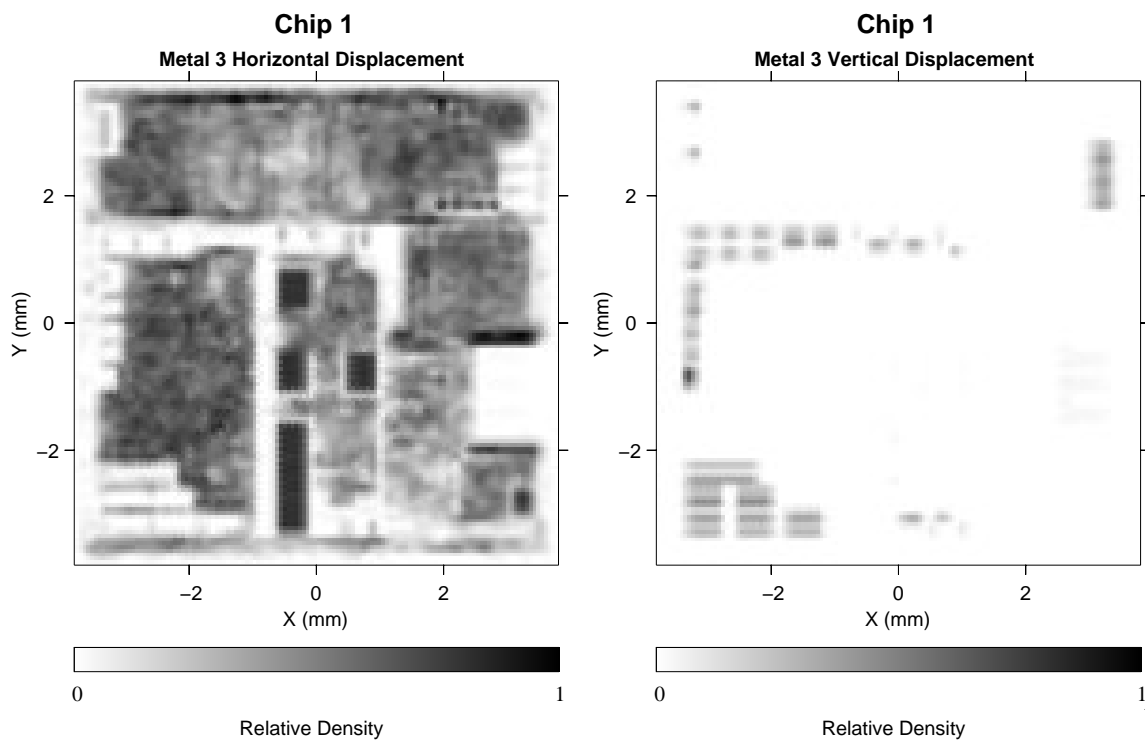 Chip 1
Metal 3 Horizontal Displacement
2
0
−2
Y (mm)
−2 0 2
X (mm)
0 1
Relative Density
Chip 1
Metal 3 Vertical Displacement
2
0
−2
Y (mm)
−2 0 2
X (mm)
0 1
Relative Density